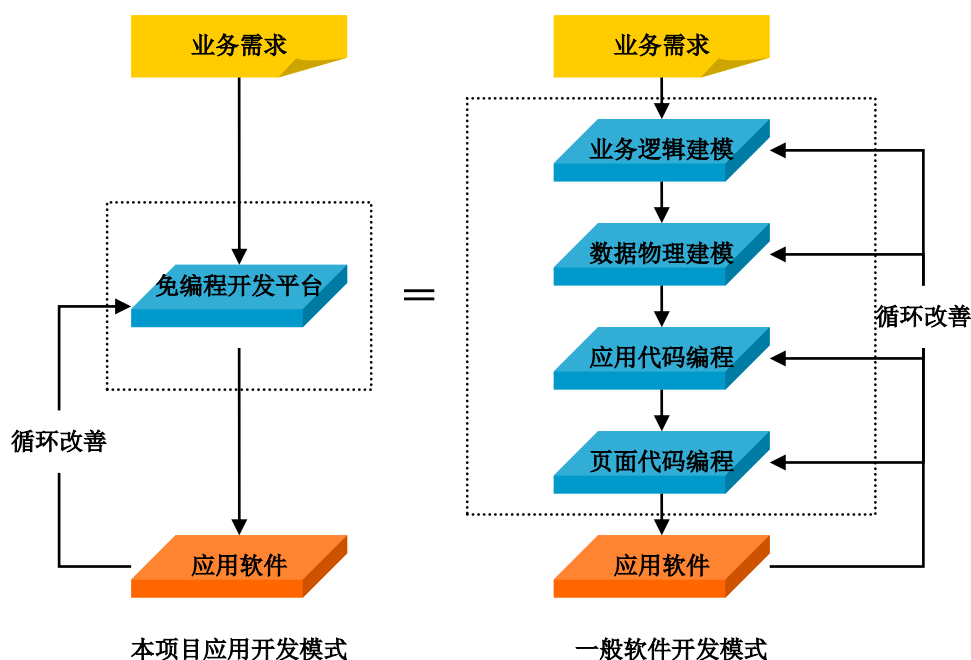 业务需求
免编程开发平台
循环改善
应用软件
本项目应用开发模式
=
业务需求
业务逻辑建模
数据物理建模
应用代码编程
页面代码编程
循环改善
应用软件
一般软件开发模式